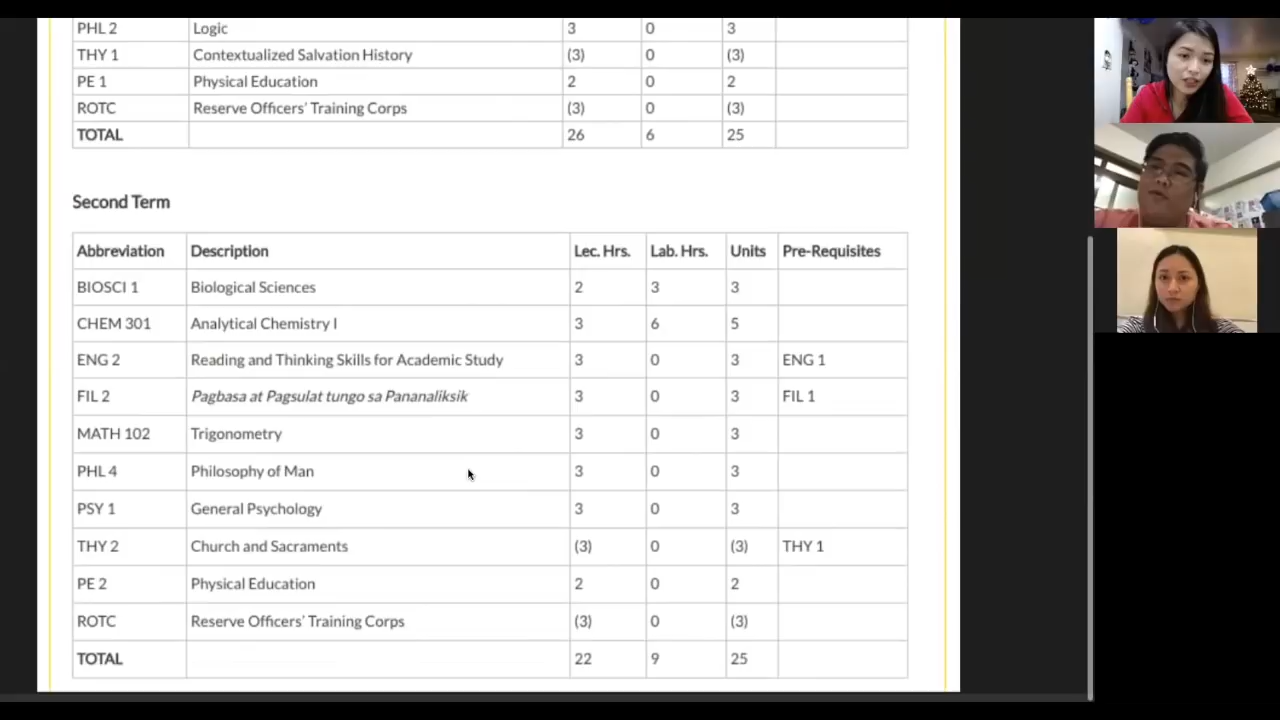 PHL 2 Logic 3 0 3
THY 1 Contextualized Salvation History (3) 0 (3)
PE 1 Physical Education 2 0 2
ROTC Reserve Officers’ Training Corps (3) 0 (3)
TOTAL 26 6 25
Second Term
Abbreviation Description Lec. Hrs. Lab. Hrs. Units Pre-Requisites
BIOSCI 1 Biological Sciences 2 3 3
CHEM 301 Analytical Chemistry I 3 6 5
ENG 2 Reading and Thinking Skills for Academic Study 3 0 3 ENG 1
FIL 2 Pagbasa at Pagsulat tungo sa Pananaliksik 3 0 3 FIL 1
MATH 102 Trigonometry 3 0 3
PHL 4 Philosophy of Man 3 0 3
PSY 1 General Psychology 3 0 3
THY 2 Church and Sacraments (3) 0 (3) THY 1
PE 2 Physical Education 2 0 2
ROTC Reserve Officers’ Training Corps (3) 0 (3)
TOTAL 22 9 25